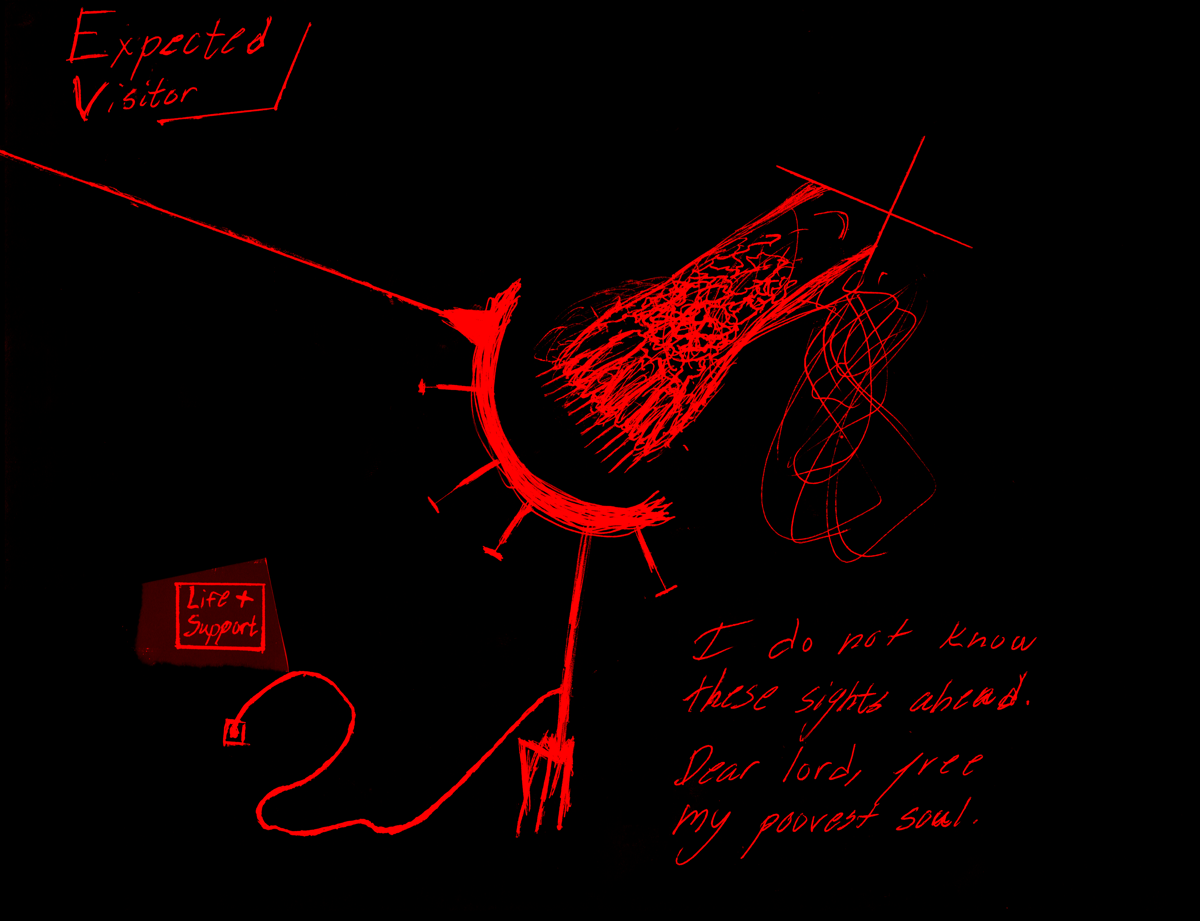 Expected
Visitor
Life +
Support
I do not know
these sights ahead.
Dear lord, free
my poorest soul.